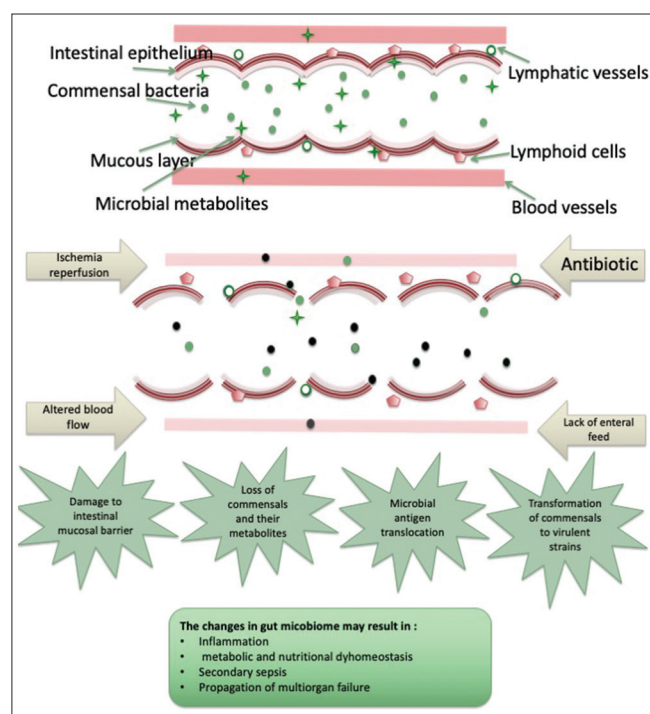 Intestinal epithelium
Commensal bacteria
Lymphatic vessels
Mucous layer
Microbial metabolites
Lymphoid cells
Blood vessels
Ischemia
reperfusion
Antibiotic
Altered blood
flow
Lack of enteral
feed
Damage to
intestinal
mucosal barrier
Loss of
commensals
and their
metabolites
Microbial
antigen
translocation
Transformation
of commensals
to virulent
strains
The changes in gut micobiome may result in :
• Inflammation
• metabolic and nutritional dyhomeostasis
• Secondary sepsis
• Propagation of multiorgan failure